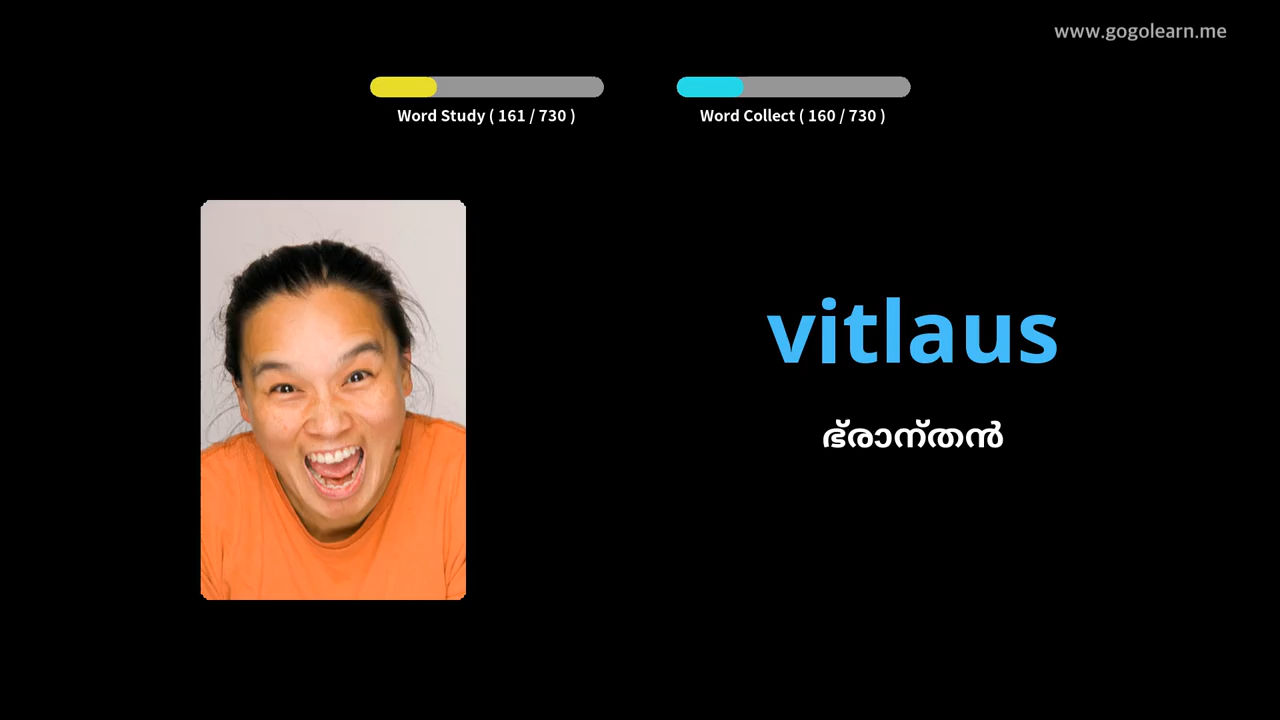 www.gogolearn.me
Word Study ( 161 / 730 )
Word Collect ( 160 / 730 )
vitlaus
ഭ്രാന്തൻ